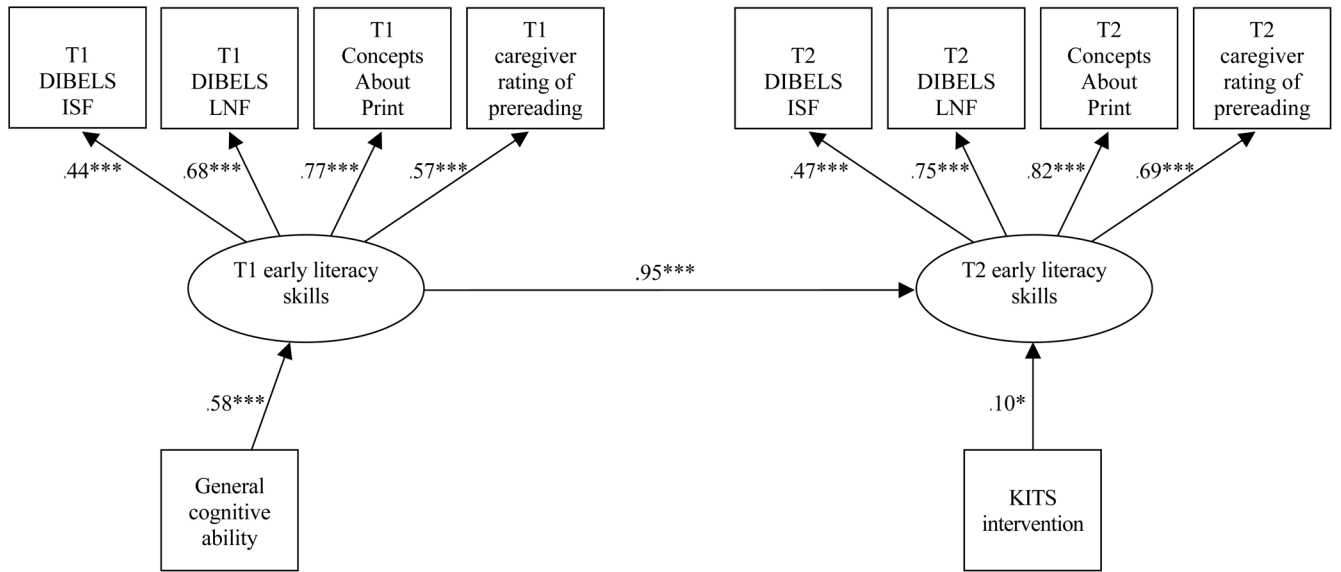 T1
DIBELS
ISF
T1
DIBELS
LNF
T1
Concepts
About
Print
T1
caregiver
rating of
prereading
T2
DIBELS
ISF
T2
DIBELS
LNF
T2
Concepts
About
Print
T2
caregiver
rating of
prereading
.44***
.68***
.77***
.57***
.47***
.75***
.82***
.69***
T1 early literacy
skills
.95***
T2 early literacy
skills
.58***
.10*
General
cognitive
ability
KITS
intervention